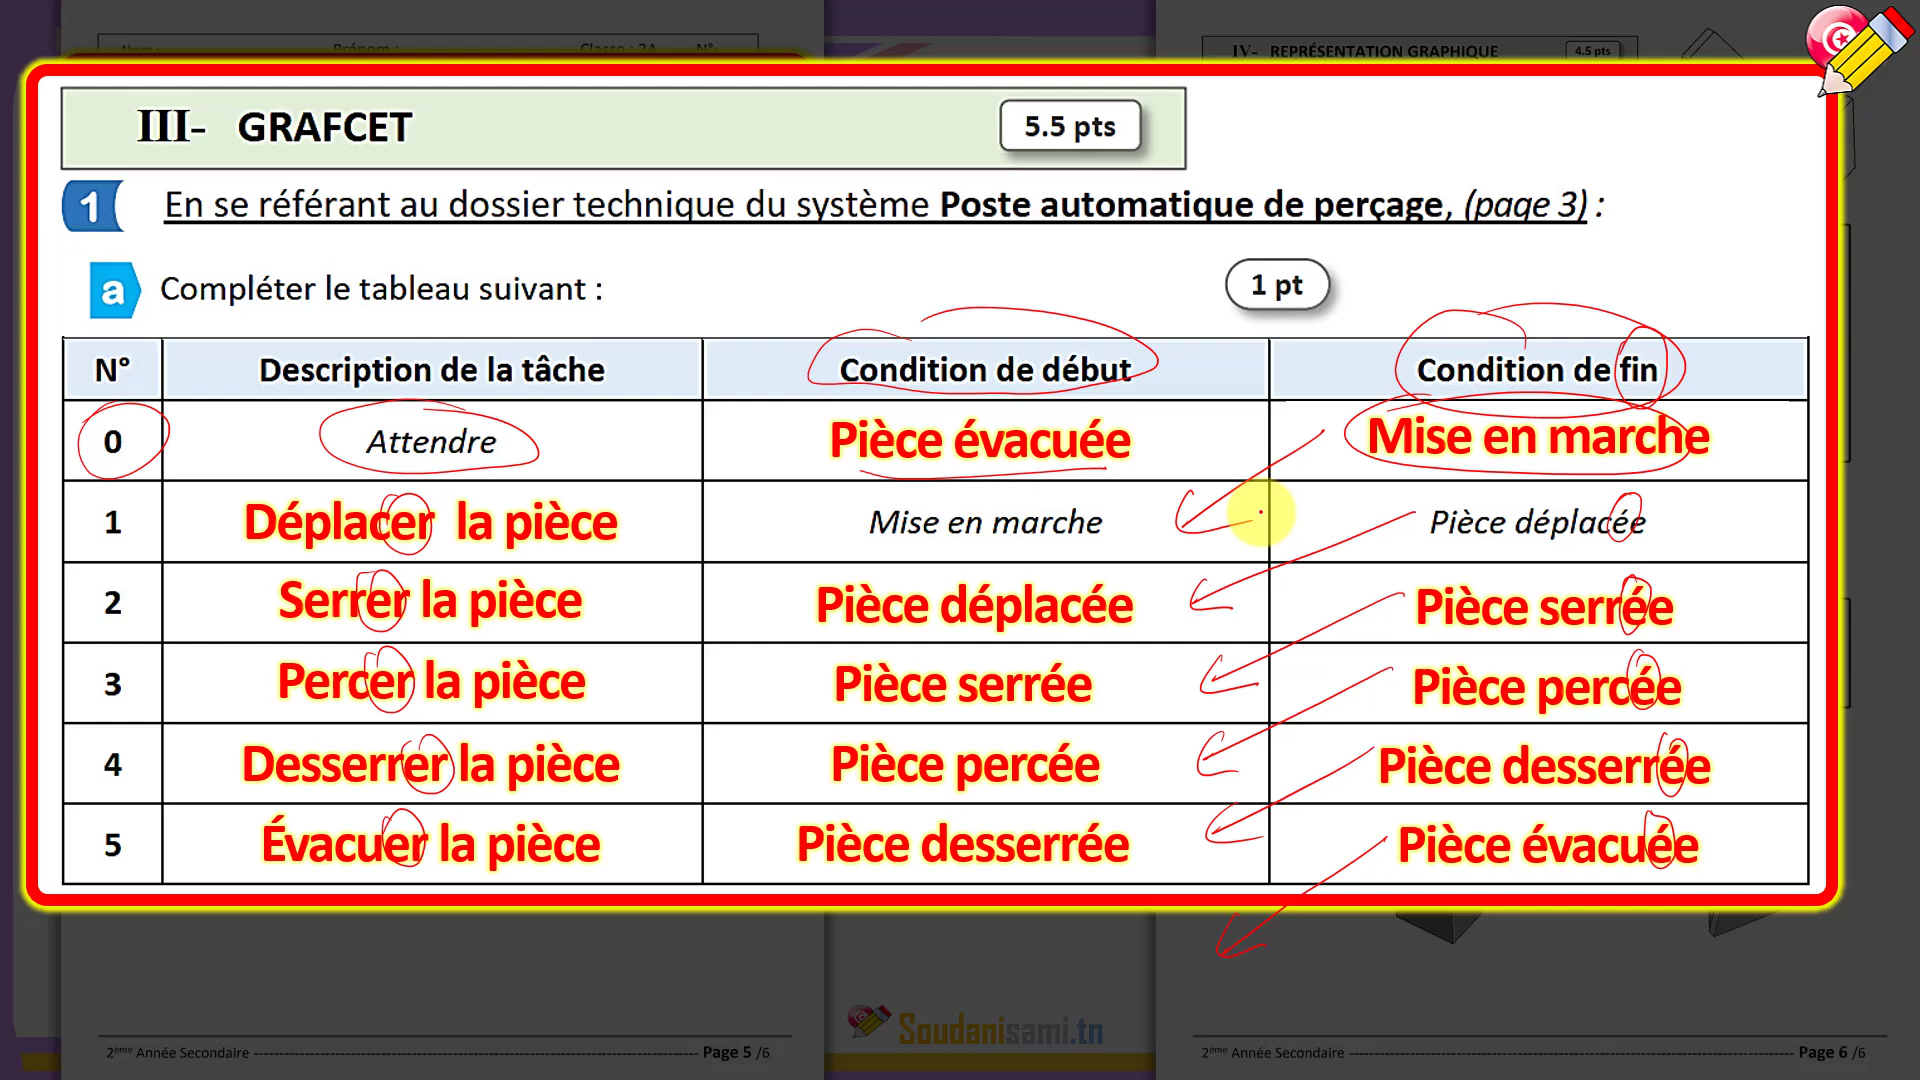 Nom : Prénom : Classe : 2A N°:
IV- REPRÉSENTATION GRAPHIQUE 4.5 pts
III- GRAFCET 5.5 pts
1 En se référant au dossier technique du système Poste automatique de perçage, (page 3) :
a Compléter le tableau suivant : 1 pt
N° Description de la tâche Condition de début Condition de fin
0 Attendre Pièce évacuée Mise en marche
1 Déplacer la pièce Mise en marche Pièce déplacée
2 Serrer la pièce Pièce déplacée Pièce serrée
3 Percer la pièce Pièce serrée Pièce percée
4 Desserrer la pièce Pièce percée Pièce desserrée
5 Évacuer la pièce Pièce desserrée Pièce évacuée
Soudanisami.tn
2ème Année Secondaire Page 5 /6
2ème Année Secondaire Page 6 /6